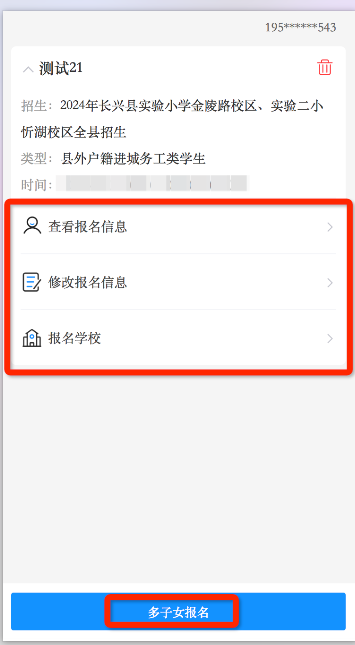 195******543
测试21
招生：2024年长兴县实验小学金陵路校区、实验二小
忻湖校区全县招生
类型：县外户籍进城务工类学生
时间：
查看报名信息
修改报名信息
报名学校
多子女报名